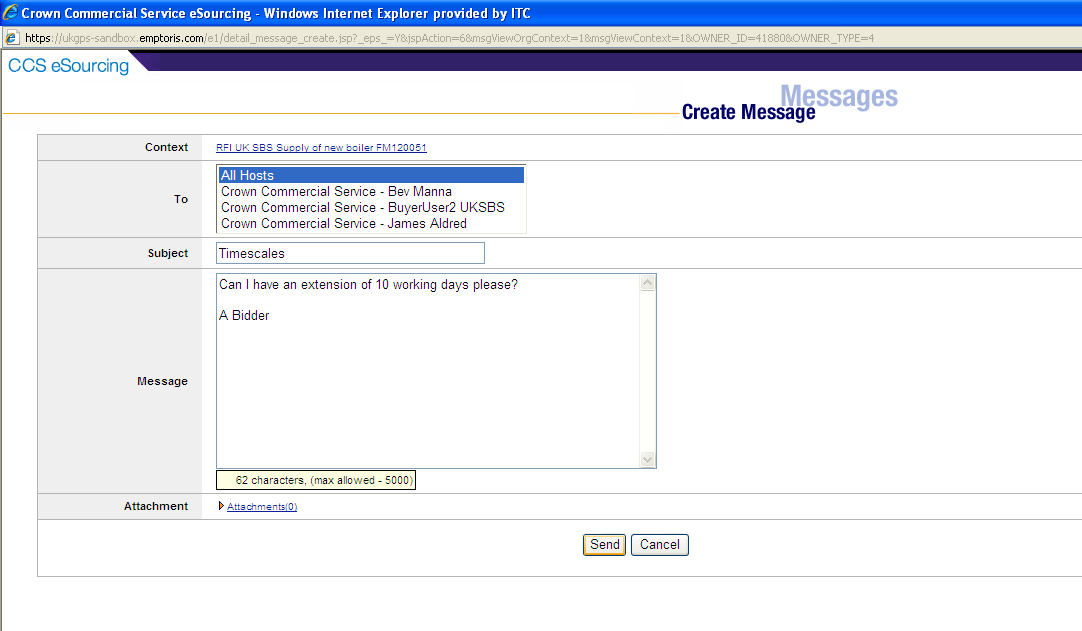 Crown Commercial Service eSourcing - Windows Internet Explorer provided by ITC
https://ukgps-sandbox.emptoris.com/e1/detail_message_create.jsp?_eps_=Y&jspAction=6&msgViewOrgContext=1&msgViewContext=1&OWNER_ID=41880&OWNER_TYPE=4
CCS eSourcing
Messages
Create Message
Context RFI UK SBS Supply of new boiler FM120051
To
All Hosts
Crown Commercial Service - Bev Manna
Crown Commercial Service - BuyerUser2 UKSBS
Crown Commercial Service - James Aldred
Subject Timescales
Message
Can I have an extension of 10 working days please?
A Bidder
62 characters, (max allowed - 5000)
Attachment Attachments(0)
Send Cancel